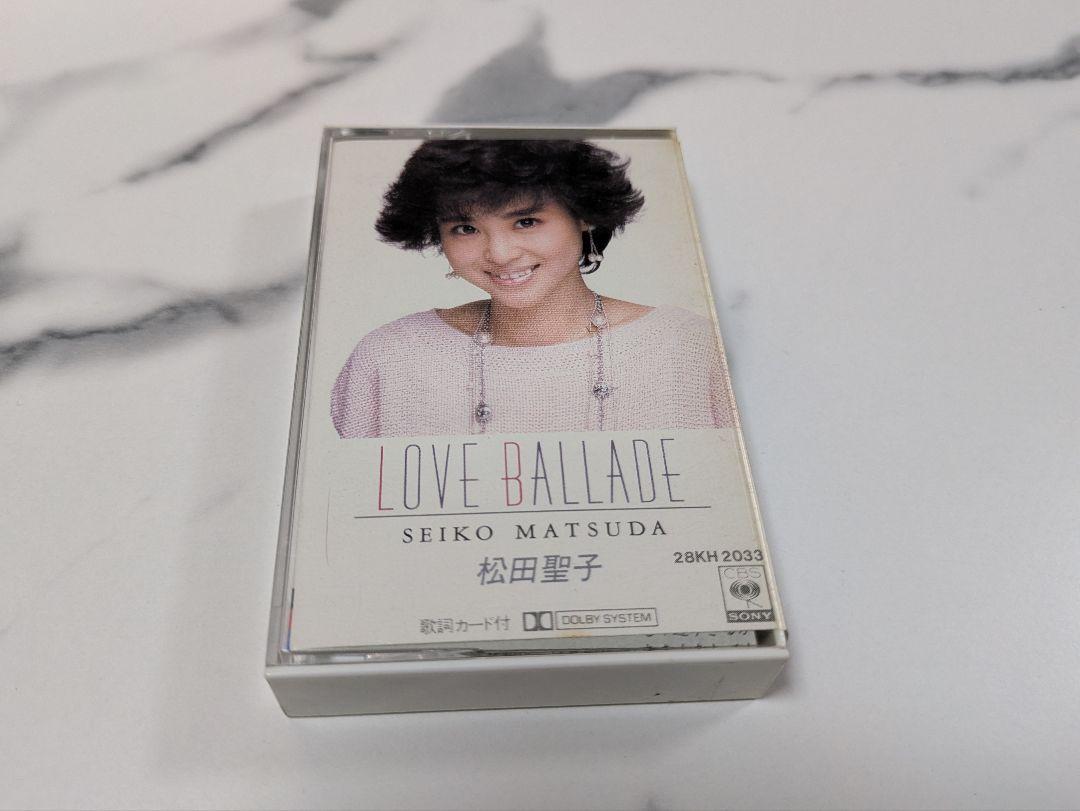 LOVE BALLADE
SEIKO MATSUDA
松田聖子
28KH 2033
CBS
SONY
歌詞カード付 DOLBY SYSTEM